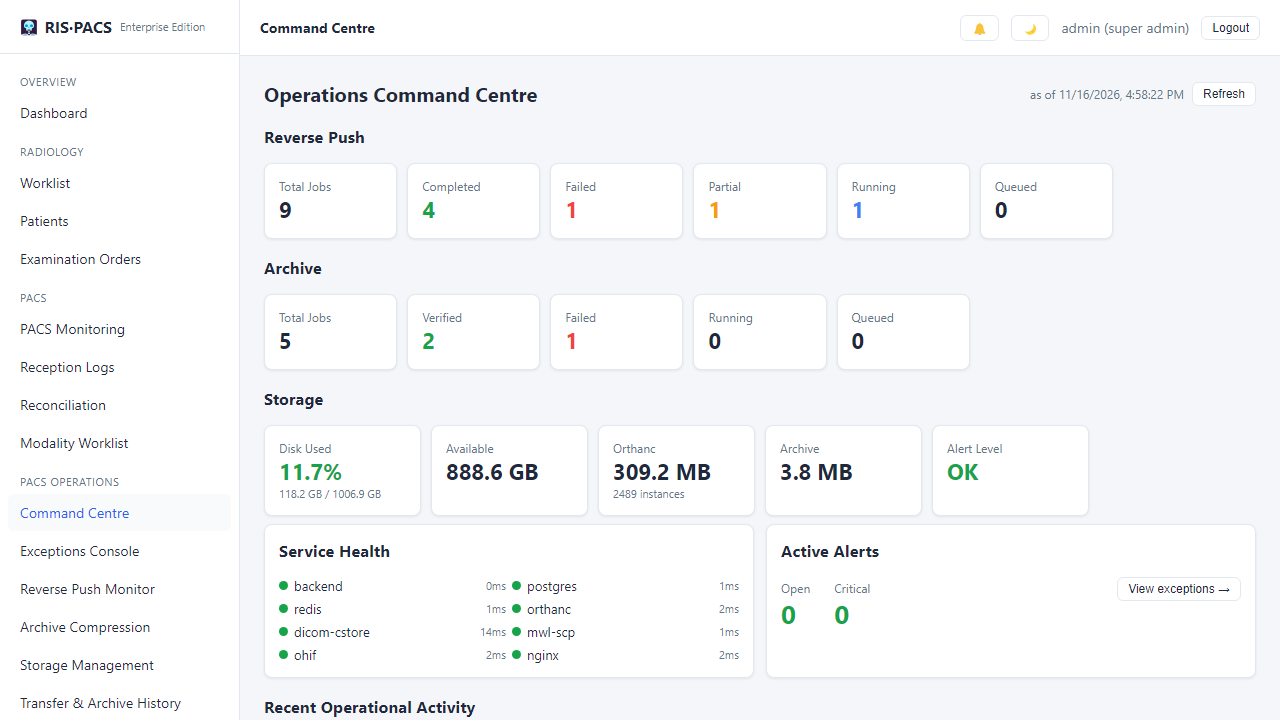 RIS·PACS Enterprise Edition
OVERVIEW
Dashboard
RADIOLOGY
Worklist
Patients
Examination Orders
PACS
PACS Monitoring
Reception Logs
Reconciliation
Modality Worklist
PACS OPERATIONS
Command Centre
Exceptions Console
Reverse Push Monitor
Archive Compression
Storage Management
Transfer & Archive History
Command Centre
admin (super admin) Logout
Operations Command Centre
as of 11/16/2026, 4:58:22 PM Refresh
Reverse Push
Total Jobs Completed Failed Partial Running Queued
9 4 1 1 1 0
Archive
Total Jobs Verified Failed Running Queued
5 2 1 0 0
Storage
Disk Used Available Orthanc Archive Alert Level
11.7% 888.6 GB 309.2 MB 3.8 MB OK
118.2 GB / 1006.9 GB 2489 instances
Service Health
backend 0ms postgres 1ms
redis 1ms orthanc 2ms
dicom-cstore 14ms mwl-scp 1ms
ohif 2ms nginx 2ms
Active Alerts
Open Critical View exceptions →
0 0
Recent Operational Activity